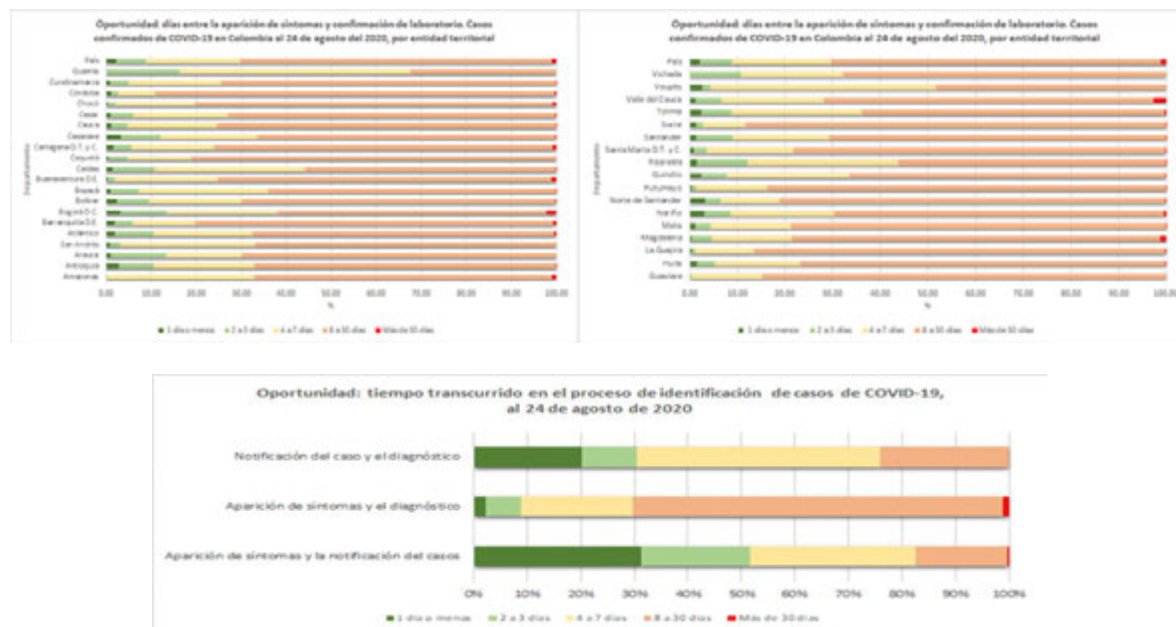 Oportunidad: días entre la aparición de síntomas y confirmación de laboratorio. Casos
confirmados de COVID-19 en Colombia al 24 de agosto del 2020, por entidad territorial
Departamento
País
Guainía
Cundinamarca
Córdoba
Chocó
Cesar
Cauca
Casanare
Cartagena D.T. y C.
Caquetá
Caldas
Buenaventura D.E.
Boyacá
Bolívar
Bogotá D.C.
Barranquilla D.E.
Atlántico
San Andrés
Arauca
Antioquia
Amazonas
0.00 10.00 20.00 30.00 40.00 50.00 60.00 70.00 80.00 90.00 100.00
%
1 día o menos 2 a 3 días 4 a 7 días 8 a 30 días Más de 30 días
Oportunidad: días entre la aparición de síntomas y confirmación de laboratorio. Casos
confirmados de COVID-19 en Colombia al 24 de agosto del 2020, por entidad territorial
Departamento
País
Vichada
Vaupés
Valle del Cauca
Tolima
Sucre
Santander
Santa Marta D.T. y C.
Risaralda
Quindío
Putumayo
Norte de Santander
Nariño
Meta
Magdalena
La Guajira
Huila
Guaviare
0.00 10.00 20.00 30.00 40.00 50.00 60.00 70.00 80.00 90.00 100.00
%
1 día o menos 2 a 3 días 4 a 7 días 8 a 30 días Más de 30 días
Oportunidad: tiempo transcurrido en el proceso de identificación de casos de COVID-19,
al 24 de agosto de 2020
Notificación del caso y el diagnóstico
Aparición de síntomas y el diagnóstico
Aparición de síntomas y la notificación del casos
0% 10% 20% 30% 40% 50% 60% 70% 80% 90% 100%
1 día o menos 2 a 3 días 4 a 7 días 8 a 30 días Más de 30 días